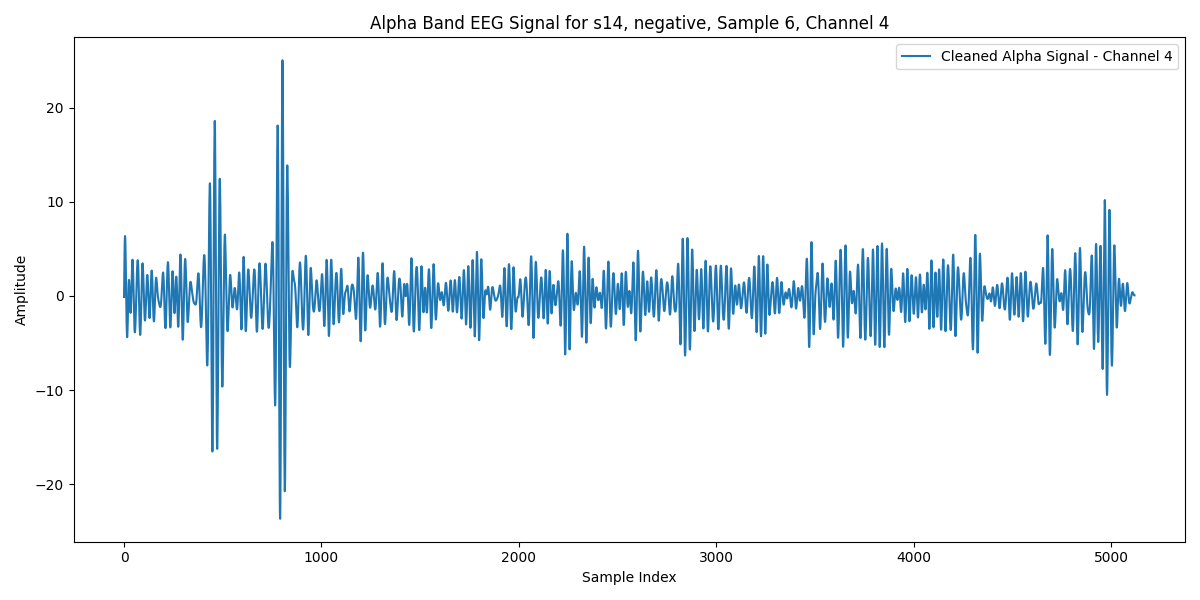 Alpha Band EEG Signal for s14, negative, Sample 6, Channel 4
Cleaned Alpha Signal - Channel 4
Amplitude
20
10
0
−10
−20
0 1000 2000 3000 4000 5000
Sample Index